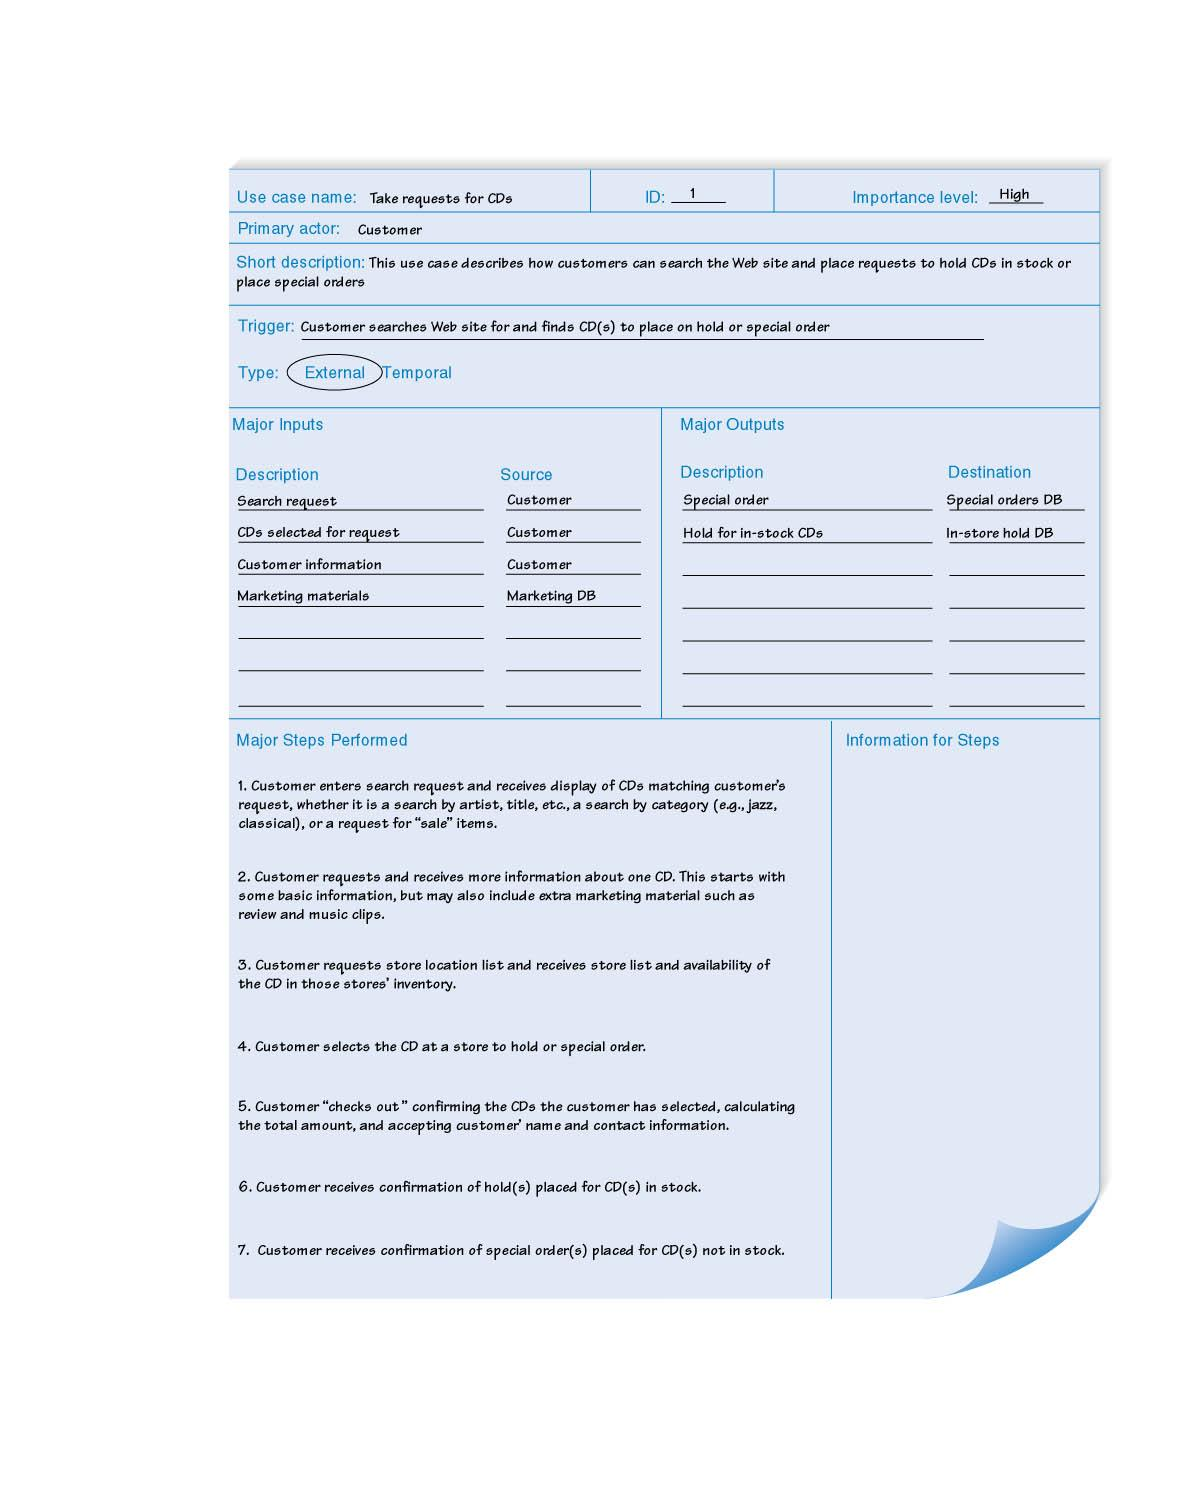 Use case name: Take requests for CDs ID: 1 Importance level: High
Primary actor: Customer
Short description: This use case describes how customers can search the Web site and place requests to hold CDs in stock or
place special orders
Trigger: Customer searches Web site for and finds CD(s) to place on hold or special order
Type: External Temporal
Major Inputs Major Outputs
Description Source Description Destination
Search request Customer Special order Special orders DB
CDs selected for request Customer Hold for in-stock CDs In-store hold DB
Customer information Customer
Marketing materials Marketing DB
Major Steps Performed Information for Steps
1. Customer enters search request and receives display of CDs matching customer's
request, whether it is a search by artist, title, etc., a search by category (e.g., jazz,
classical), or a request for “sale” items.
2. Customer requests and receives more information about one CD. This starts with
some basic information, but may also include extra marketing material such as
review and music clips.
3. Customer requests store location list and receives store list and availability of
the CD in those stores' inventory.
4. Customer selects the CD at a store to hold or special order.
5. Customer “checks out” confirming the CDs the customer has selected, calculating
the total amount, and accepting customer' name and contact information.
6. Customer receives confirmation of hold(s) placed for CD(s) in stock.
7. Customer receives confirmation of special order(s) placed for CD(s) not in stock.